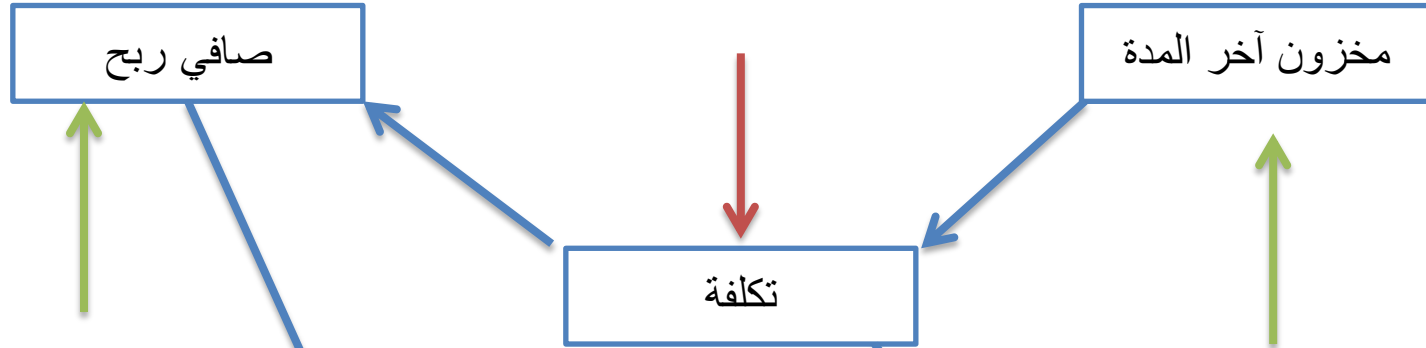 مخزون آخر المدة
صافي ربح
تكلفة